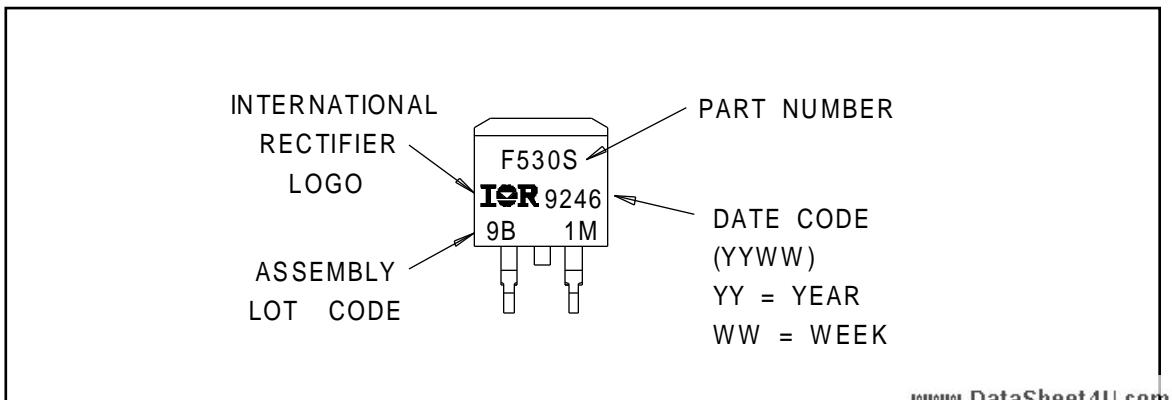 INTERNATIONAL
RECTIFIER
LOGO
ASSEMBLY
LOT CODE
F530S
IOR 9246
9B 1M
PART NUMBER
DATE CODE
(YYWW)
YY = YEAR
WW = WEEK
www.DataSheet4U.com